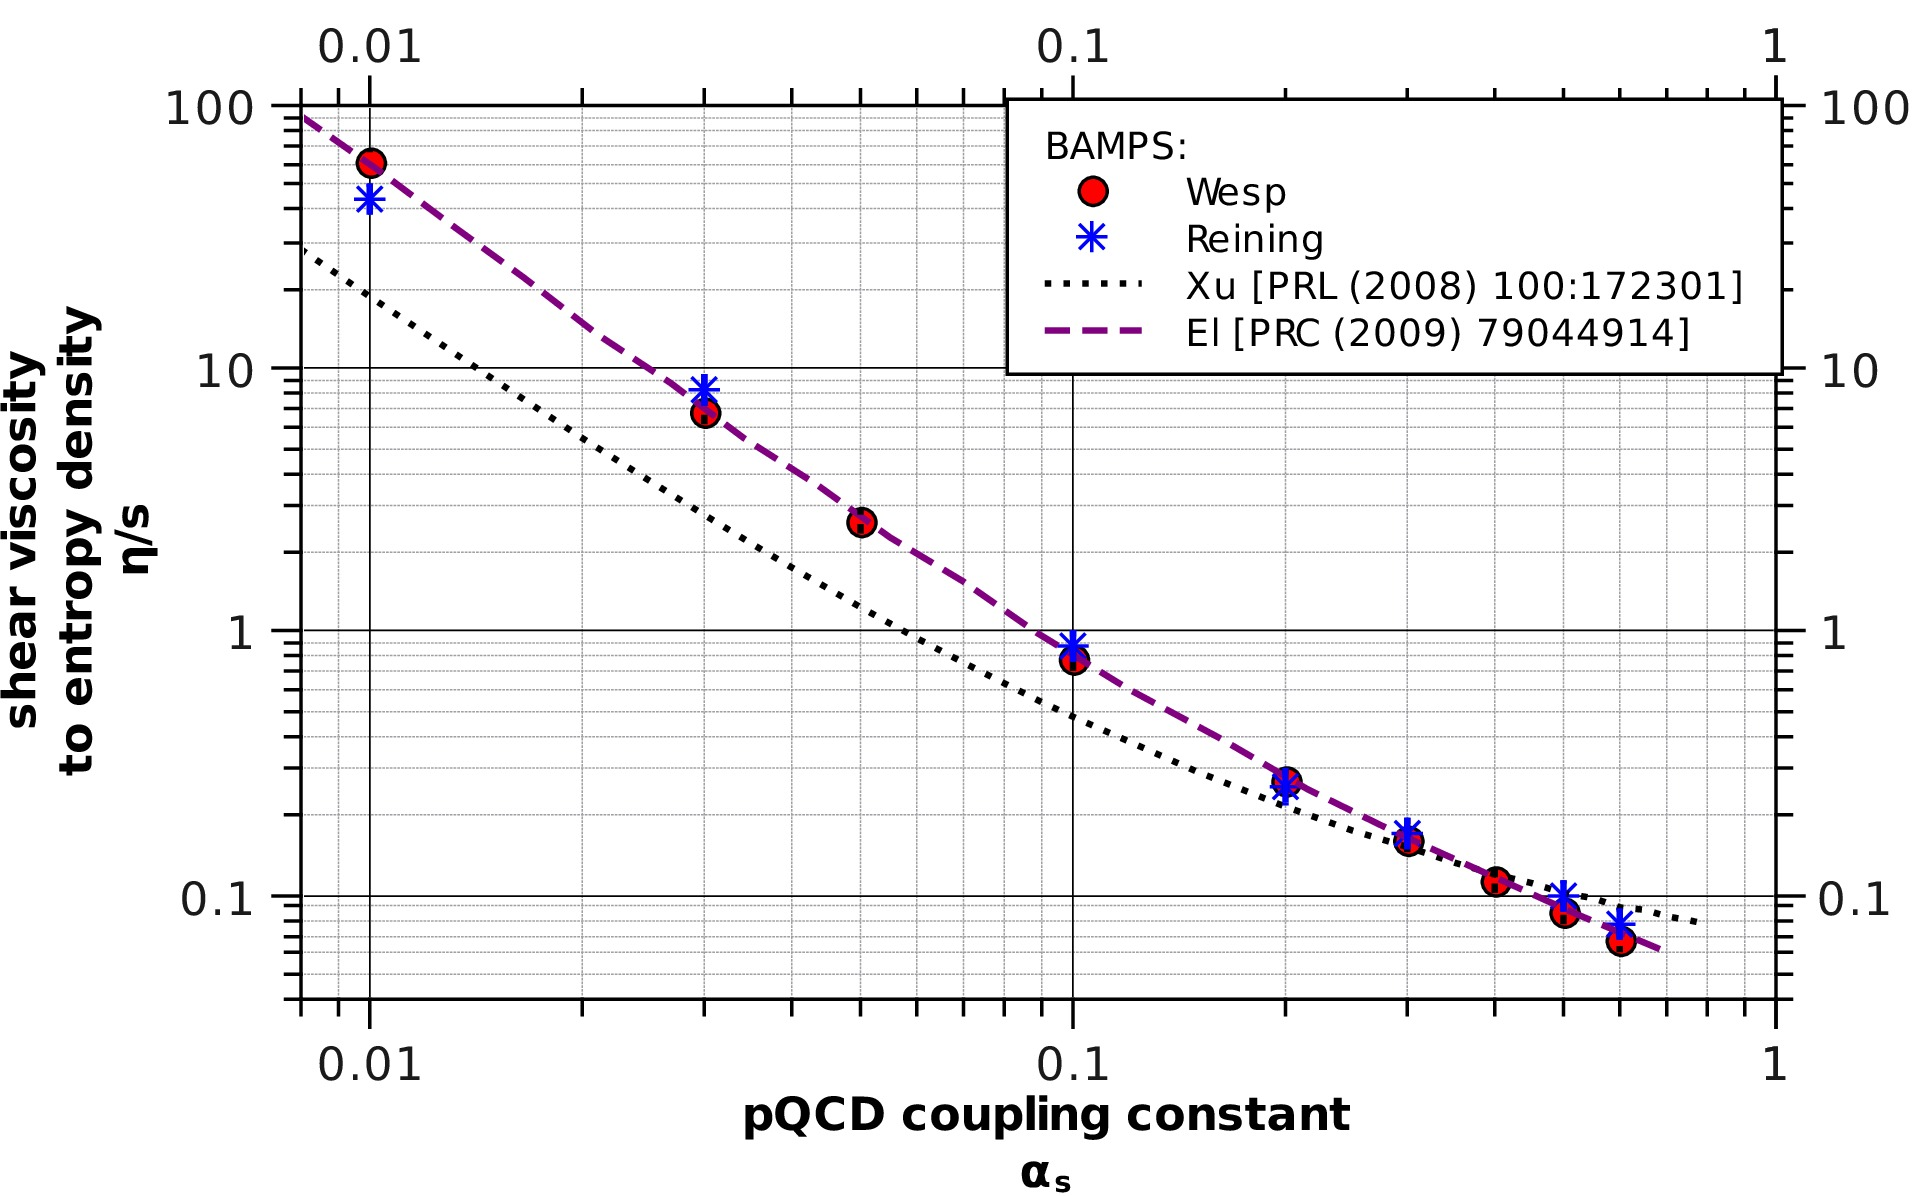 0.01 0.1 1
100 100
BAMPS:
Wesp
Reining
Xu [PRL (2008) 100:172301]
El [PRC (2009) 79044914]
10 10
1 1
0.1 0.1
shear viscosity
to entropy density
η/s
0.01 0.1 1
pQCD coupling constant
αs